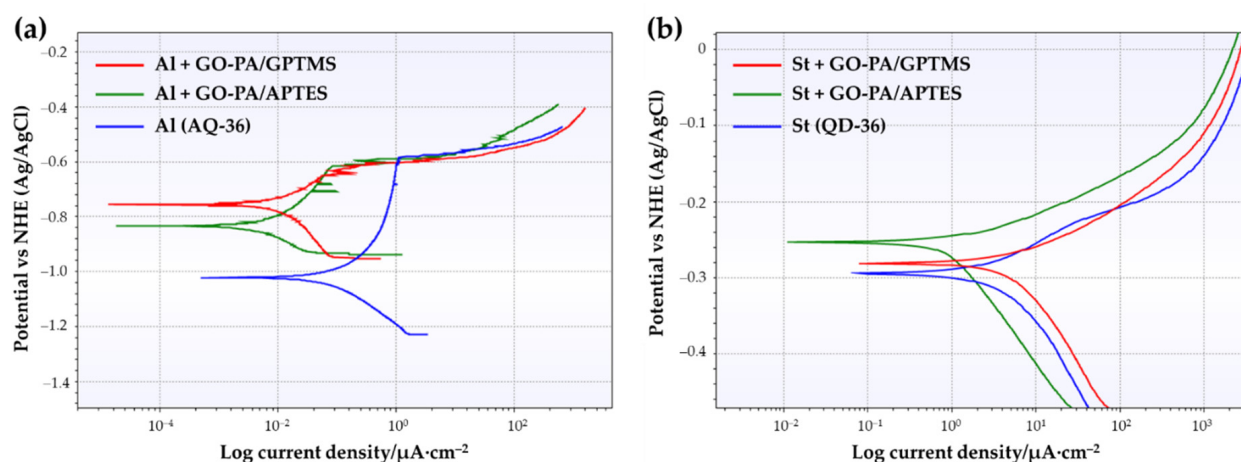 (a)
Al + GO-PA/GPTMS
Al + GO-PA/APTES
Al (AQ-36)
Potential vs NHE (Ag/AgCl)
−0.2
−0.4
−0.6
−0.8
−1.0
−1.2
−1.4
10⁻⁴
10⁻²
10⁰
10²
Log current density/µA·cm⁻²
(b)
St + GO-PA/GPTMS
St + GO-PA/APTES
St (QD-36)
Potential vs NHE (Ag/AgCl)
0
−0.1
−0.2
−0.3
−0.4
10⁻²
10⁻¹
10⁰
10¹
10²
10³
Log current density/µA·cm⁻²